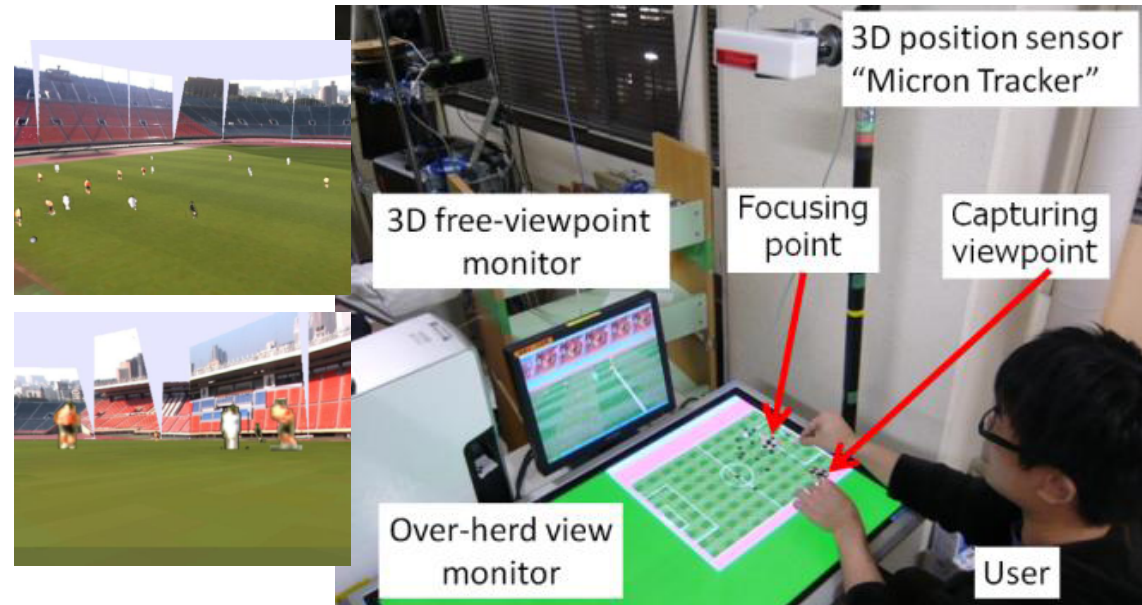 3D position sensor
“Micron Tracker”
3D free-viewpoint
monitor
Focusing
point
Capturing
viewpoint
Over-herd view
monitor
User